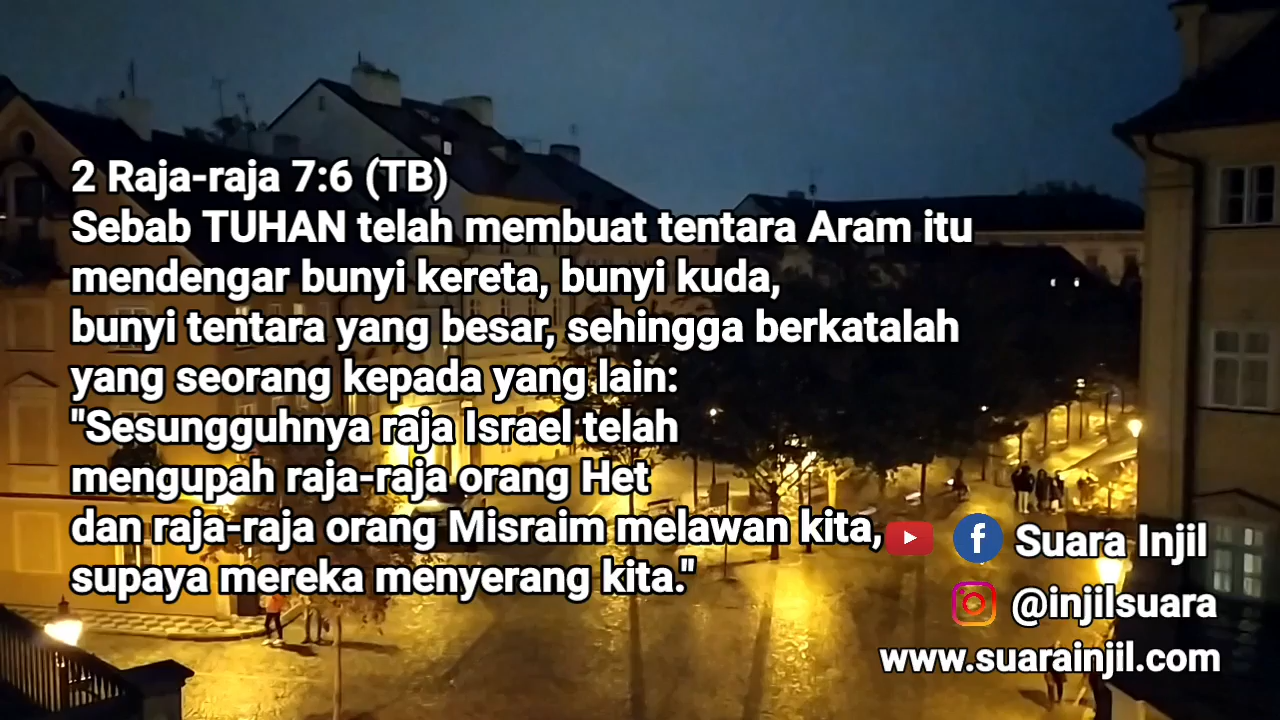 2 Raja-raja 7:6 (TB)
Sebab TUHAN telah membuat tentara Aram itu
mendengar bunyi kereta, bunyi kuda,
bunyi tentara yang besar, sehingga berkatalah
yang seorang kepada yang lain:
"Sesungguhnya raja Israel telah
mengupah raja-raja orang Het
dan raja-raja orang Misraim melawan kita,
supaya mereka menyerang kita."
Suara Injil
@injilsuara
www.suarainjil.com